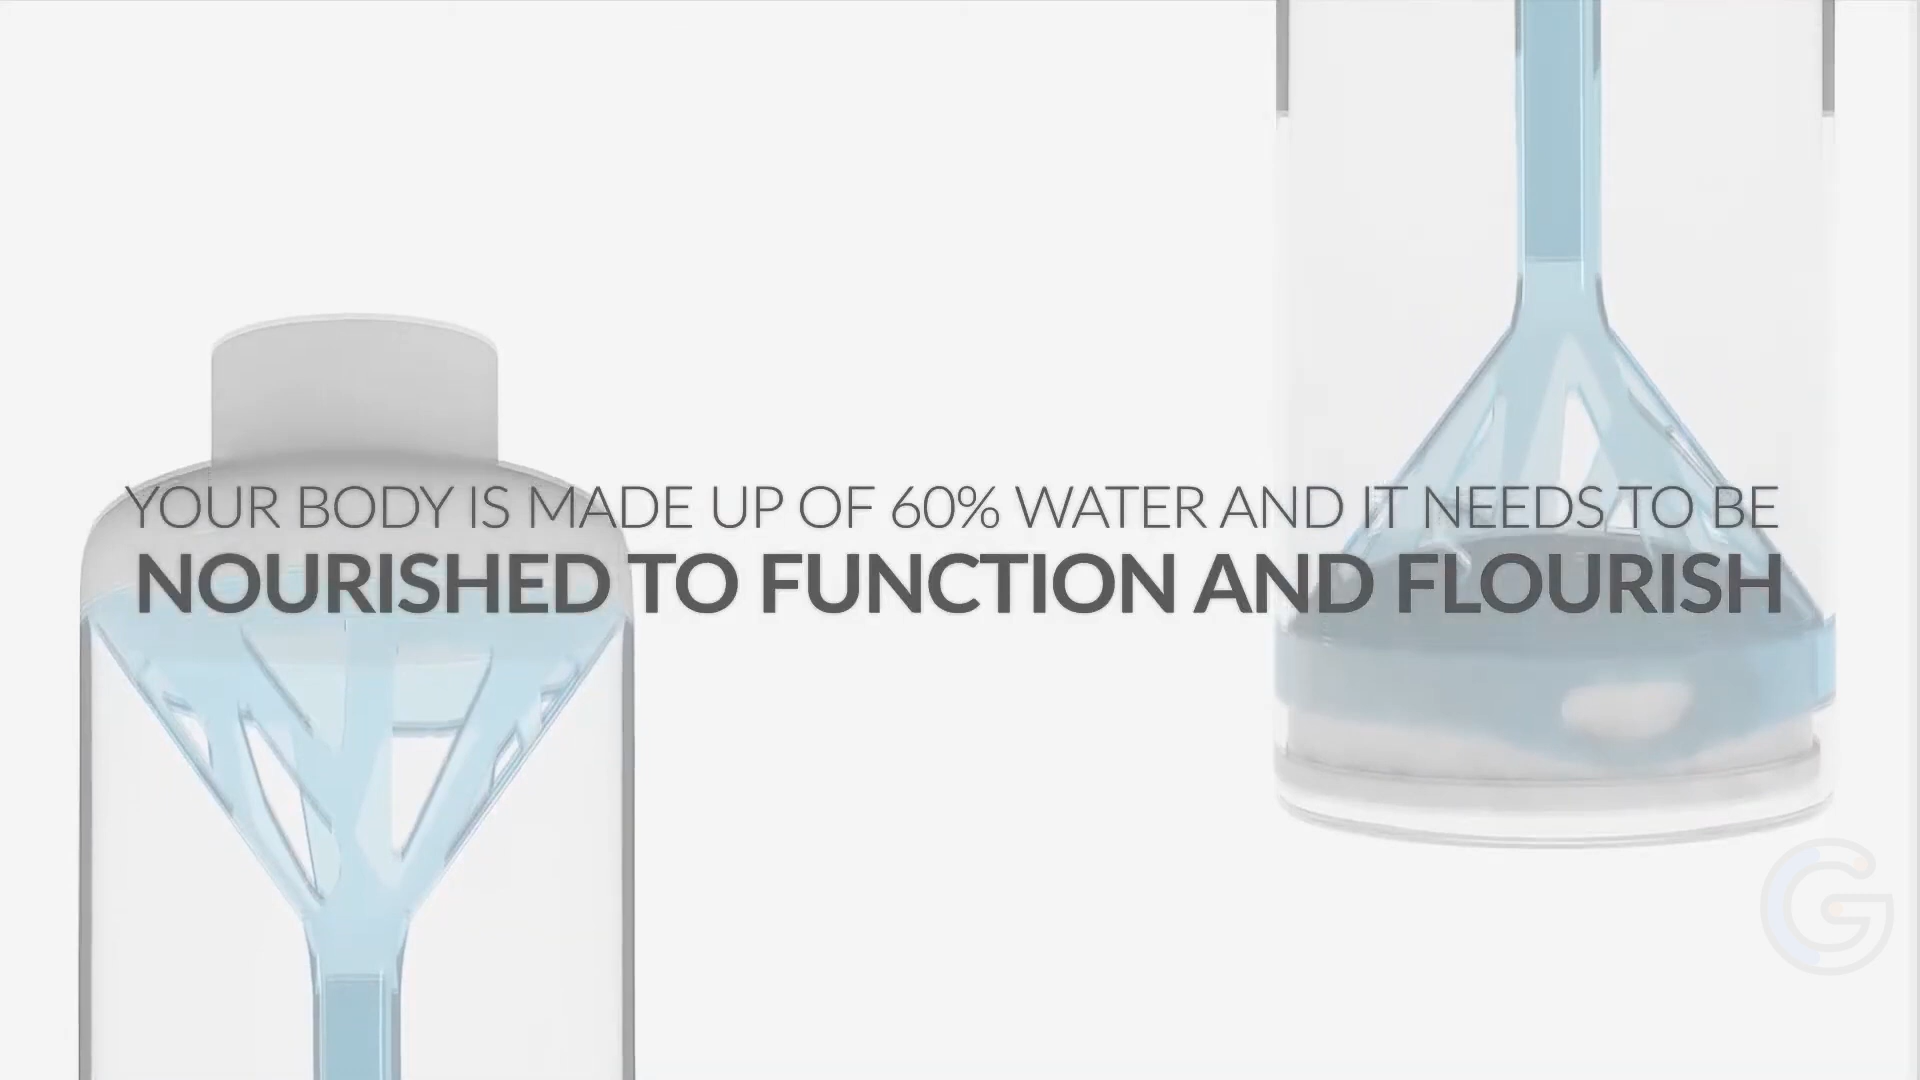 YOUR BODY IS MADE UP OF 60% WATER AND IT NEEDS TO BE
NOURISHED TO FUNCTION AND FLOURISH
G